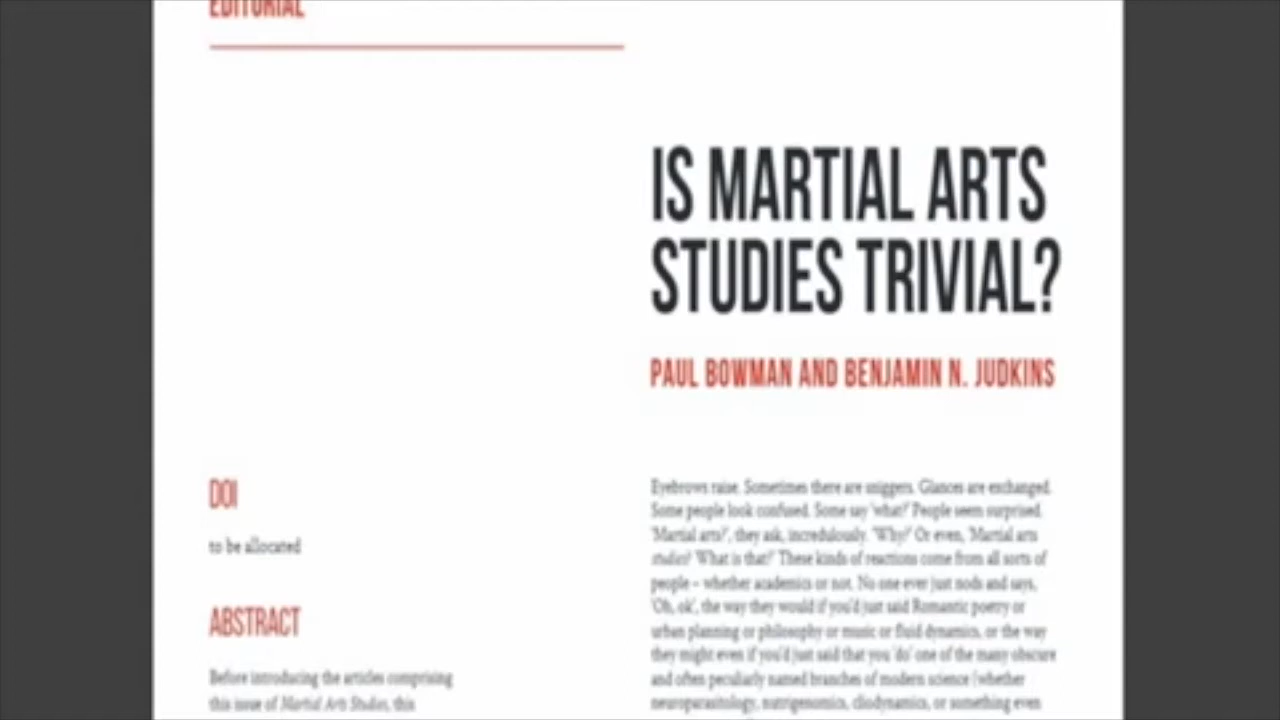 EDITORIAL
IS MARTIAL ARTS
STUDIES TRIVIAL?
PAUL BOWMAN AND BENJAMIN N. JUDKINS
DOI
to be allocated
ABSTRACT
Before introducing the articles comprising
this issue of Martial Arts Studies, this
Eyebrows raise. Sometimes there are sniggers. Glances are exchanged.
Some people look confused. Some say 'what?' People seem surprised.
'Martial arts?', they ask, incredulously. 'Why?' Or even, 'Martial arts
studies? What is that?' These kinds of reactions come from all sorts of
people – whether academics or not. No one ever just nods and says,
'Oh, ok', the way they would if you'd just said Romantic poetry or
urban planning or philosophy or music or fluid dynamics, or the way
they might even if you'd just said that you 'do' one of the many obscure
and often peculiarly named branches of modern science (whether
neuroparasitology, nutrigenomics, cliodynamics, or something even